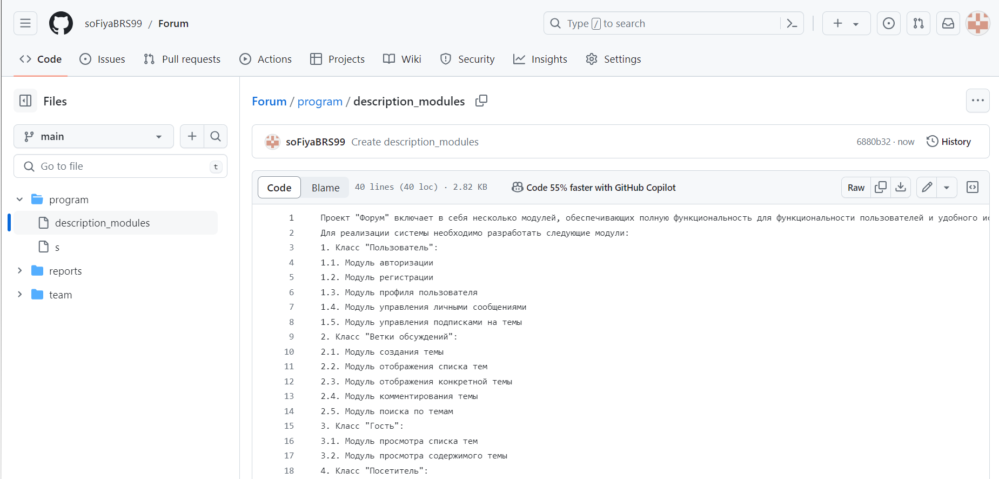 soFiyaBRS99 / Forum
Type / to search
Code
Issues
Pull requests
Actions
Projects
Wiki
Security
Insights
Settings
Files
main
Go to file
t
program
description_modules
s
reports
team
Forum / program / description_modules
soFiyaBRS99 Create description_modules
6880b32 · now
History
Code
Blame
40 lines (40 loc) · 2.82 KB
Code 55% faster with GitHub Copilot
Raw
1 Проект "Форум" включает в себя несколько модулей, обеспечивающих полную функциональность для функциональности пользователей и удобного ис
2 Для реализации системы необходимо разработать следующие модули:
3 1. Класс "Пользователь":
4 1.1. Модуль авторизации
5 1.2. Модуль регистрации
6 1.3. Модуль профиля пользователя
7 1.4. Модуль управления личными сообщениями
8 1.5. Модуль управления подписками на темы
9 2. Класс "Ветки обсуждений":
10 2.1. Модуль создания темы
11 2.2. Модуль отображения списка тем
12 2.3. Модуль отображения конкретной темы
13 2.4. Модуль комментирования темы
14 2.5. Модуль поиска по темам
15 3. Класс "Гость":
16 3.1. Модуль просмотра списка тем
17 3.2. Модуль просмотра содержимого темы
18 4. Класс "Посетитель":